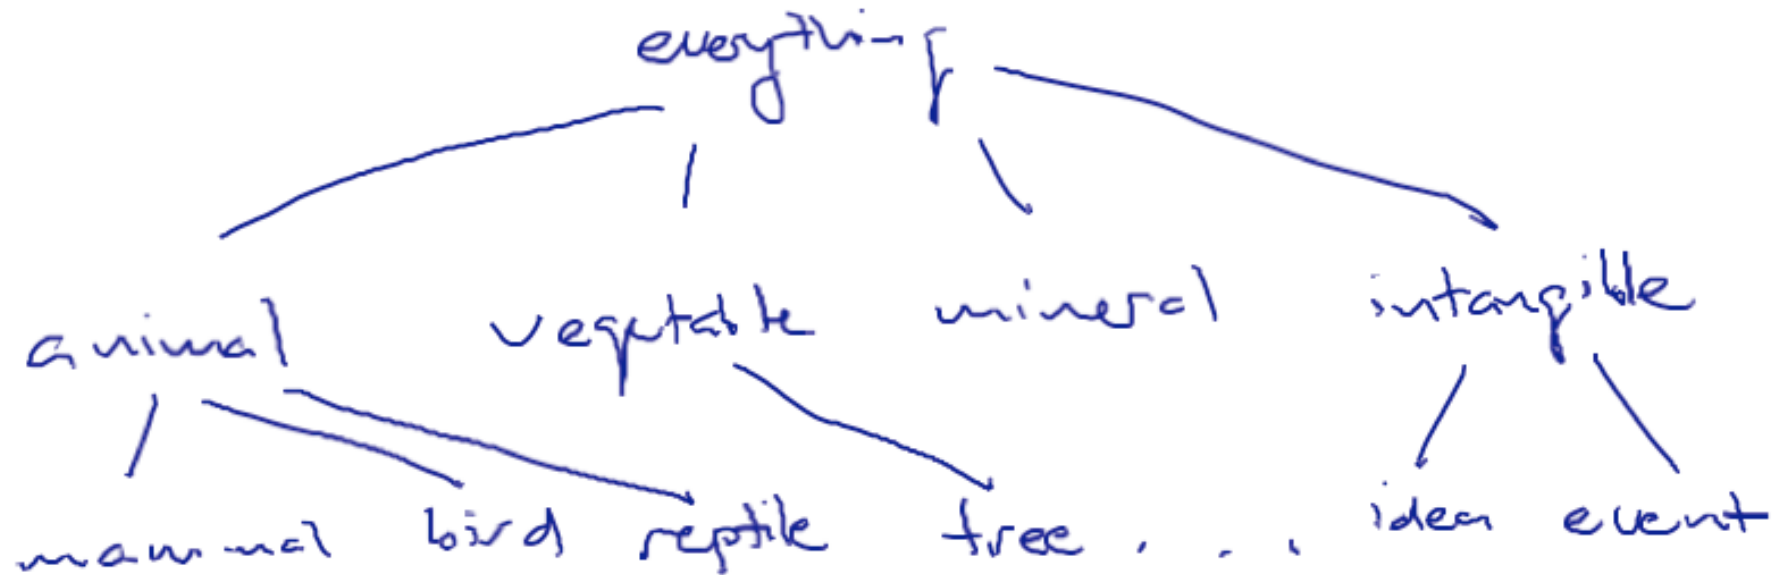 everything
animal vegetable mineral intangible
mammal bird reptile tree . . . idea event